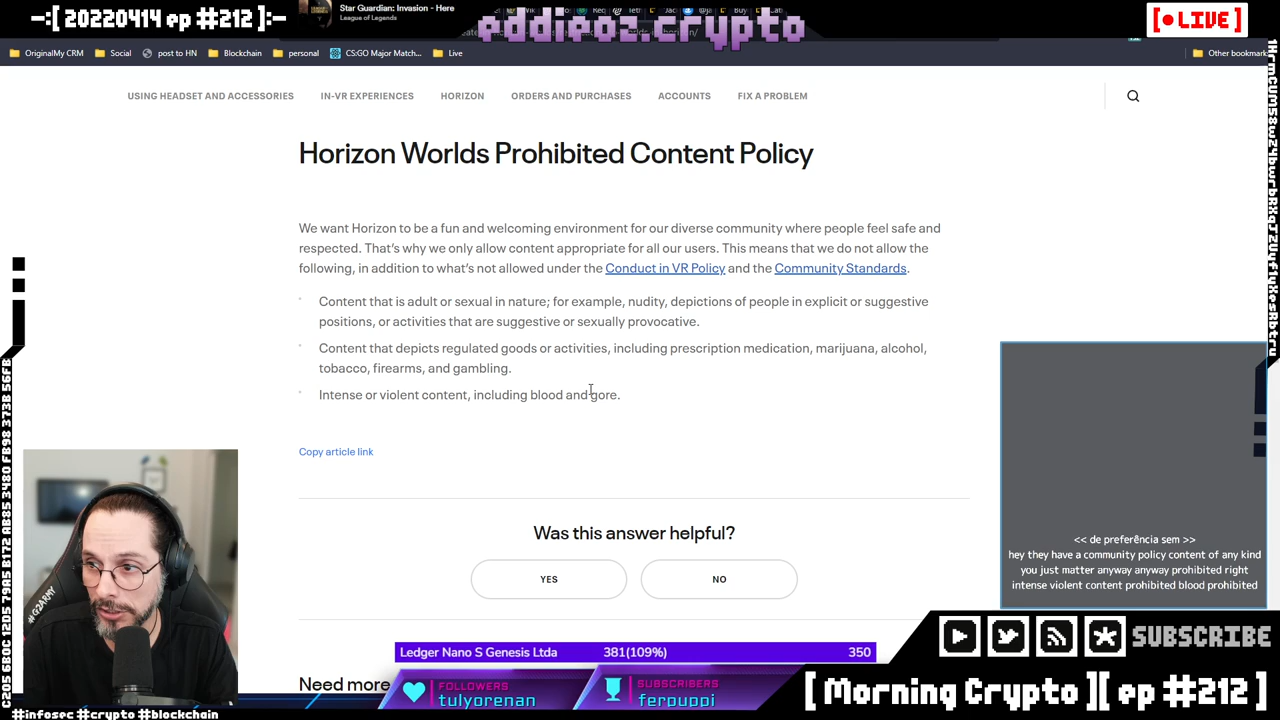 —:[ 20220414 ep #212 ]:—
Star Guardian: Invasion - Here
League of Legends
eddieoz.crypto
[ ● LIVE ]
OriginalMy CRM
Social
post to HN
Blockchain
personal
CS:GO Major Match...
Live
Other bookmark
USING HEADSET AND ACCESSORIES
IN-VR EXPERIENCES
HORIZON
ORDERS AND PURCHASES
ACCOUNTS
FIX A PROBLEM
Horizon Worlds Prohibited Content Policy
We want Horizon to be a fun and welcoming environment for our diverse community where people feel safe and
respected. That's why we only allow content appropriate for all our users. This means that we do not allow the
following, in addition to what's not allowed under the Conduct in VR Policy and the Community Standards.
Content that is adult or sexual in nature; for example, nudity, depictions of people in explicit or suggestive
positions, or activities that are suggestive or sexually provocative.
Content that depicts regulated goods or activities, including prescription medication, marijuana, alcohol,
tobacco, firearms, and gambling.
Intense or violent content, including blood and gore.
Copy article link
Was this answer helpful?
YES
NO
Need more
<< de preferência sem >>
hey they have a community policy content of any kind
you just matter anyway anyway prohibited right
intense violent content prohibited blood prohibited
#G2ARMY
SUBSCRIBE
Ledger Nano S Genesis Ltda 381(109%) 350
FOLLOWERS
tulyorenan
SUBSCRIBERS
ferpuppi
[ Morning Crypto ][ ep #212 ]
#infosec #crypto #blockchain